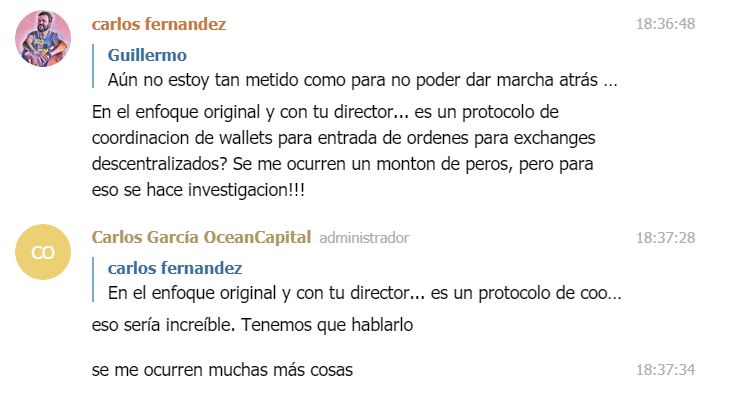 carlos fernandez 18:36:48
Guillermo
Aún no estoy tan metido como para no poder dar marcha atrás ...
En el enfoque original y con tu director... es un protocolo de
coordinacion de wallets para entrada de ordenes para exchanges
descentralizados? Se me ocurren un monton de peros, pero para
eso se hace investigacion!!!
CO
Carlos García OceanCapital administrador 18:37:28
carlos fernandez
En el enfoque original y con tu director... es un protocolo de coo...
eso sería increíble. Tenemos que hablarlo
se me ocurren muchas más cosas 18:37:34